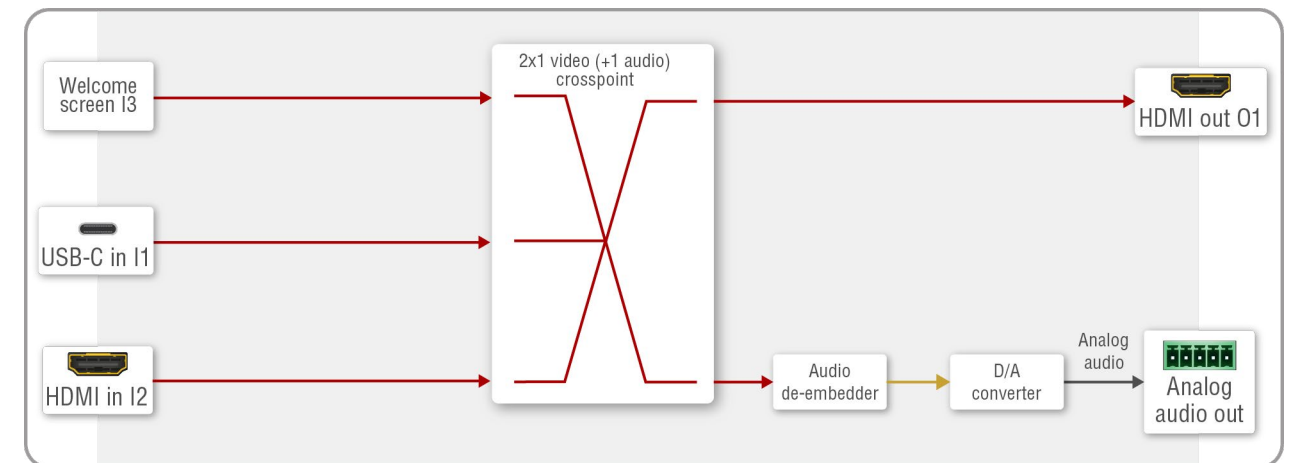 Welcome
screen I3
2x1 video (+1 audio)
crosspoint
HDMI out O1
USB-C in I1
HDMI in I2
Audio
de-embedder
D/A
converter
Analog
audio
Analog
audio out